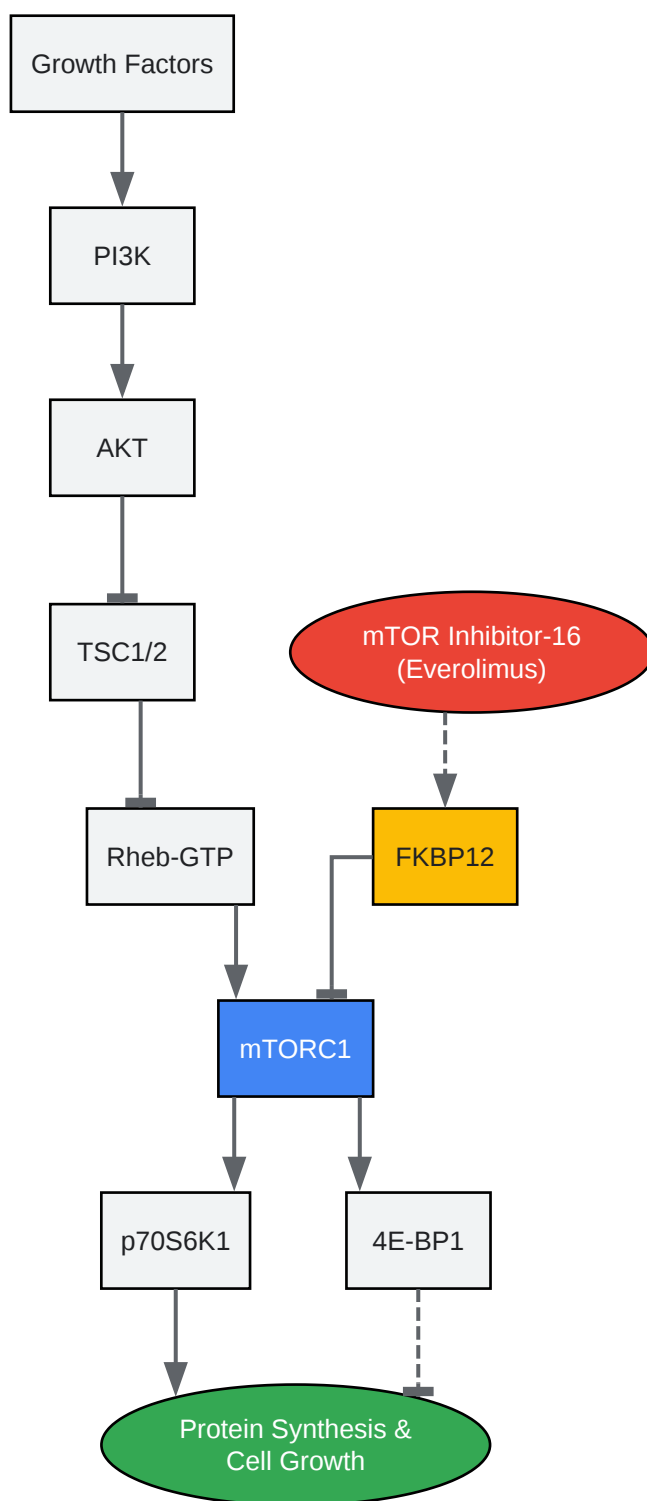 Growth Factors
PI3K
AKT
TSC1/2
mTOR Inhibitor-16
(Everolimus)
Rheb-GTP
FKBP12
mTORC1
p70S6K1
4E-BP1
Protein Synthesis &
Cell Growth